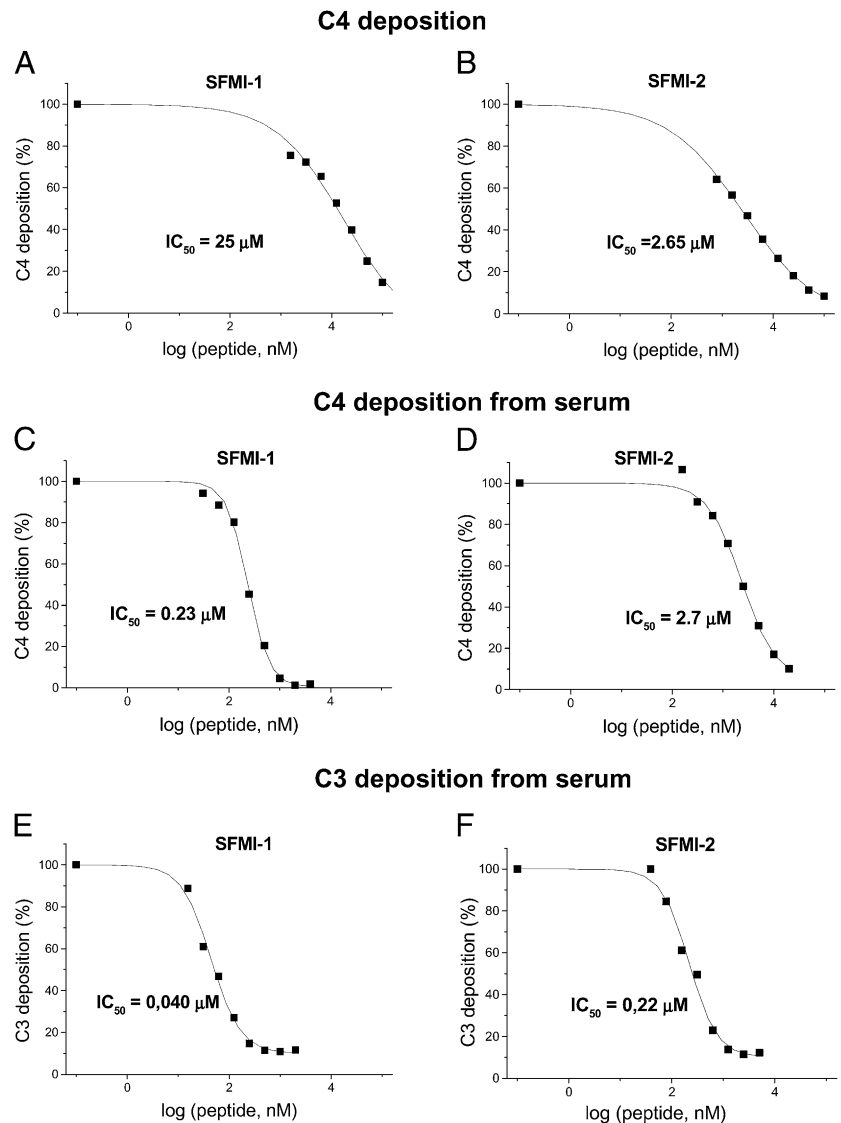 C4 deposition
A
B
SFMI-1
SFMI-2
C4 deposition (%)
100
80
60
40
20
0
IC50 = 25 µM
0 2 4
log (peptide, nM)
C4 deposition (%)
100
80
60
40
20
0
IC50 =2.65 µM
0 2 4
log (peptide, nM)
C4 deposition from serum
C
D
SFMI-1
SFMI-2
C4 deposition (%)
100
80
60
40
20
0
IC50 = 0.23 µM
0 2 4
log (peptide, nM)
C4 deposition (%)
100
80
60
40
20
0
IC50 = 2.7 µM
0 2 4
log (peptide, nM)
C3 deposition from serum
E
F
SFMI-1
SFMI-2
C3 deposition (%)
100
80
60
40
20
0
IC50 = 0,040 µM
0 2 4
log (peptide, nM)
C3 deposition (%)
100
80
60
40
20
0
IC50 = 0,22 µM
0 2 4
log (peptide, nM)